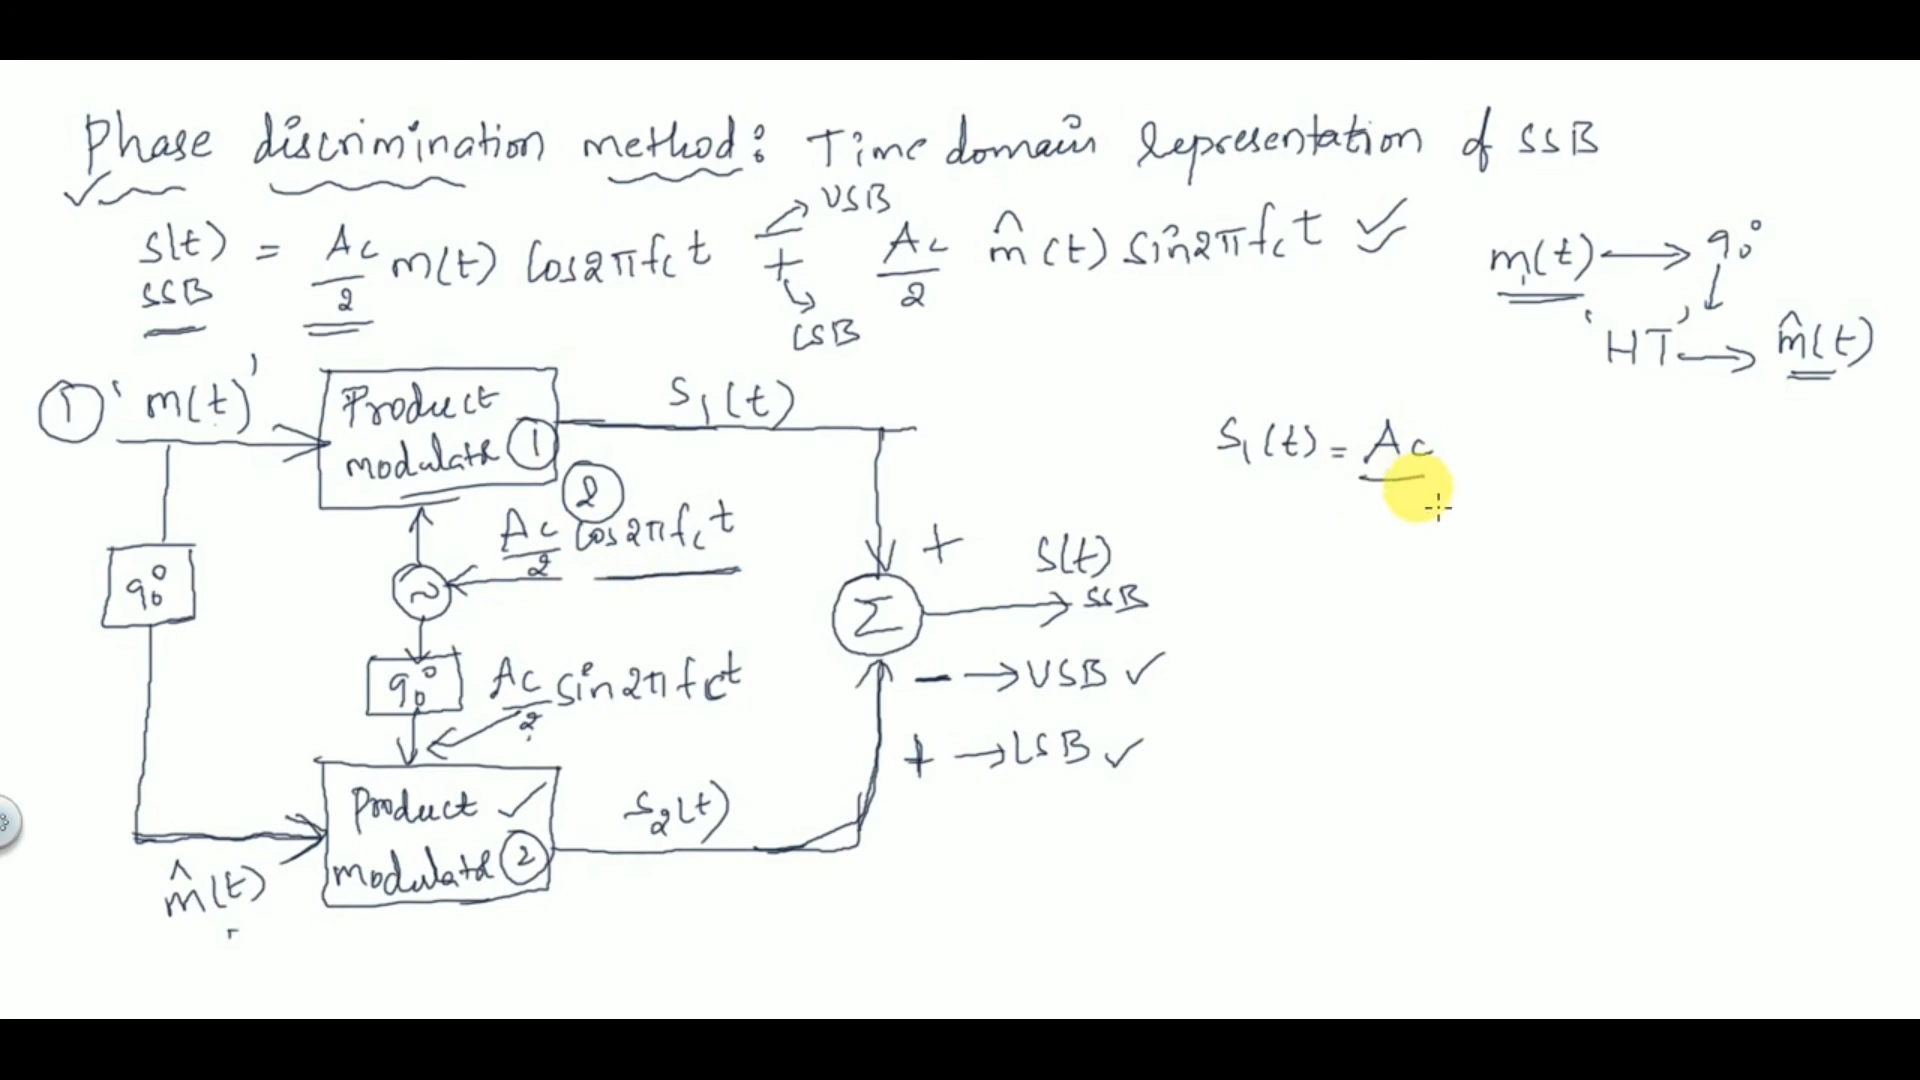 Phase discrimination method: Time domain representation of SSB
USB
S(t) = Ac/2 m(t) Cos2πfct ∓ Ac/2 m̂(t) Sin2πfct ✓
SSB
LSB
m(t) → 90°
'HT' → m̂(t)
① 'm(t)'
Product
modulator ①
S₁(t)
S₁(t) = Ac
②
Ac/2 Cos2πfct
~
90°
+
S(t)
SSB
Σ
90°
Ac/2 Sin2πfct
- → USB ✓
+ → LSB ✓
Product ✓
modulator ②
S₂(t)
m̂(t)